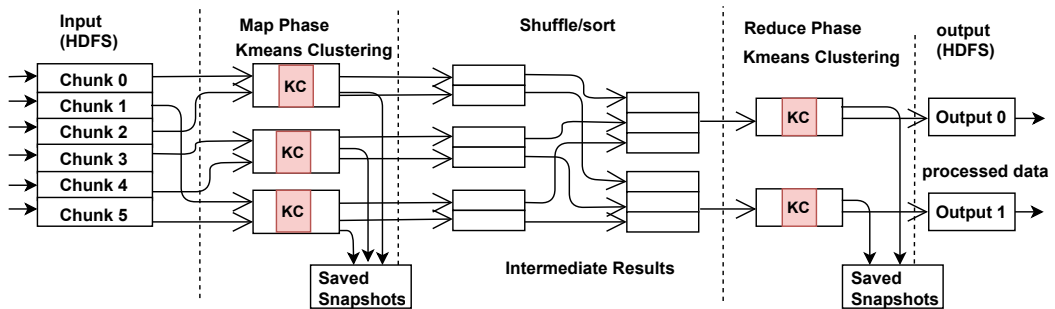 Input
(HDFS)
Map Phase
Kmeans Clustering
Shuffle/sort
Reduce Phase
Kmeans Clustering
output
(HDFS)
Chunk 0
Chunk 1
Chunk 2
Chunk 3
Chunk 4
Chunk 5
KC
KC
KC
KC
KC
Output 0
processed data
Output 1
Intermediate Results
Saved
Snapshots
Saved
Snapshots